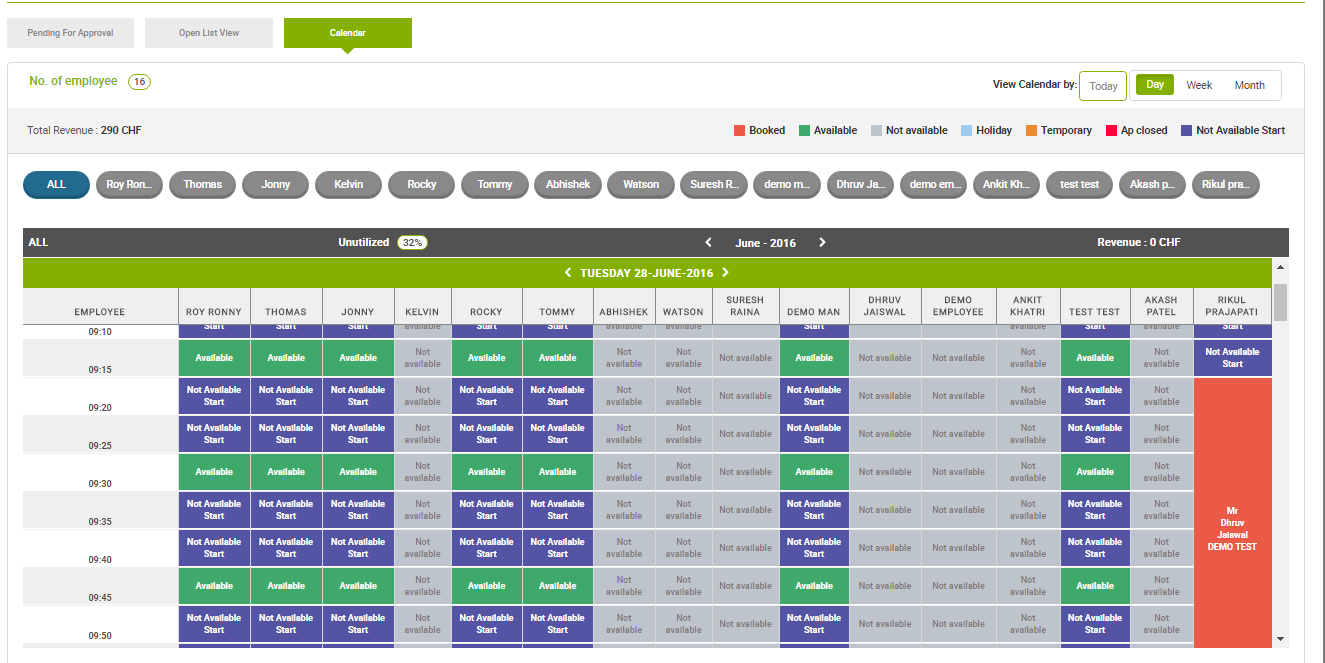 Pending For Approval Open List View Calendar
No. of employee 16 View Calendar by: Today Day Week Month
Total Revenue : 290 CHF Booked Available Not available Holiday Temporary Ap closed Not Available Start
ALL Roy Ron... Thomas Jonny Kelvin Rocky Tommy Abhishek Watson Suresh R... demo m... Dhruv Ja... demo em... Ankit Kh... test test Akash p... Rikul pra...
ALL Unutilized 32% < June - 2016 > Revenue : 0 CHF
< TUESDAY 28-JUNE-2016 >
EMPLOYEE ROY RONNY THOMAS JONNY KELVIN ROCKY TOMMY ABHISHEK WATSON SURESH RAINA DEMO MAN DHRUV JAISWAL DEMO EMPLOYEE ANKIT KHATRI TEST TEST AKASH PATEL RIKUL PRAJAPATI
09:10 Start Start Start available Start Start available available Start available Start available Start
09:15 Available Available Available Not available Available Available Not available Not available Not available Available Not available Not available Not available Available Not available Not Available Start
09:20 Not Available Start Not Available Start Not Available Start Not available Not Available Start Not Available Start Not available Not available Not available Not Available Start Not available Not available Not available Not Available Start Not available
09:25 Not Available Start Not Available Start Not Available Start Not available Not Available Start Not Available Start Not available Not available Not available Not Available Start Not available Not available Not available Not Available Start Not available
09:30 Available Available Available Not available Available Available Not available Not available Not available Available Not available Not available Not available Available Not available
09:35 Not Available Start Not Available Start Not Available Start Not available Not Available Start Not Available Start Not available Not available Not available Not Available Start Not available Not available Not available Not Available Start Not available Mr Dhruv Jaiswal DEMO TEST
09:40 Not Available Start Not Available Start Not Available Start Not available Not Available Start Not Available Start Not available Not available Not available Not Available Start Not available Not available Not available Not Available Start Not available
09:45 Available Available Available Not available Available Available Not available Not available Not available Available Not available Not available Not available Available Not available
09:50 Not Available Start Not Available Start Not Available Start Not available Not Available Start Not Available Start Not available Not available Not available Not Available Start Not available Not available Not available Not Available Start Not available